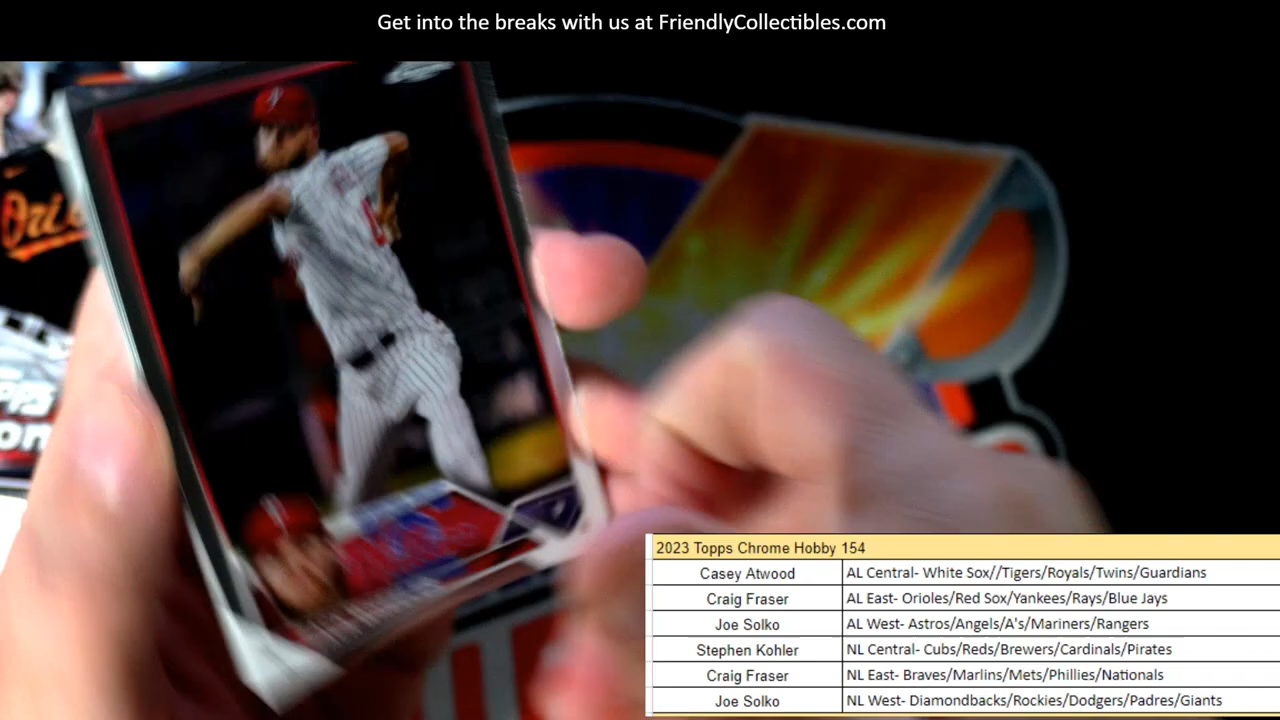 Get into the breaks with us at FriendlyCollectibles.com
2023 Topps Chrome Hobby 154
Casey Atwood AL Central- White Sox//Tigers/Royals/Twins/Guardians
Craig Fraser AL East- Orioles/Red Sox/Yankees/Rays/Blue Jays
Joe Solko AL West- Astros/Angels/A's/Mariners/Rangers
Stephen Kohler NL Central- Cubs/Reds/Brewers/Cardinals/Pirates
Craig Fraser NL East- Braves/Marlins/Mets/Phillies/Nationals
Joe Solko NL West- Diamondbacks/Rockies/Dodgers/Padres/Giants